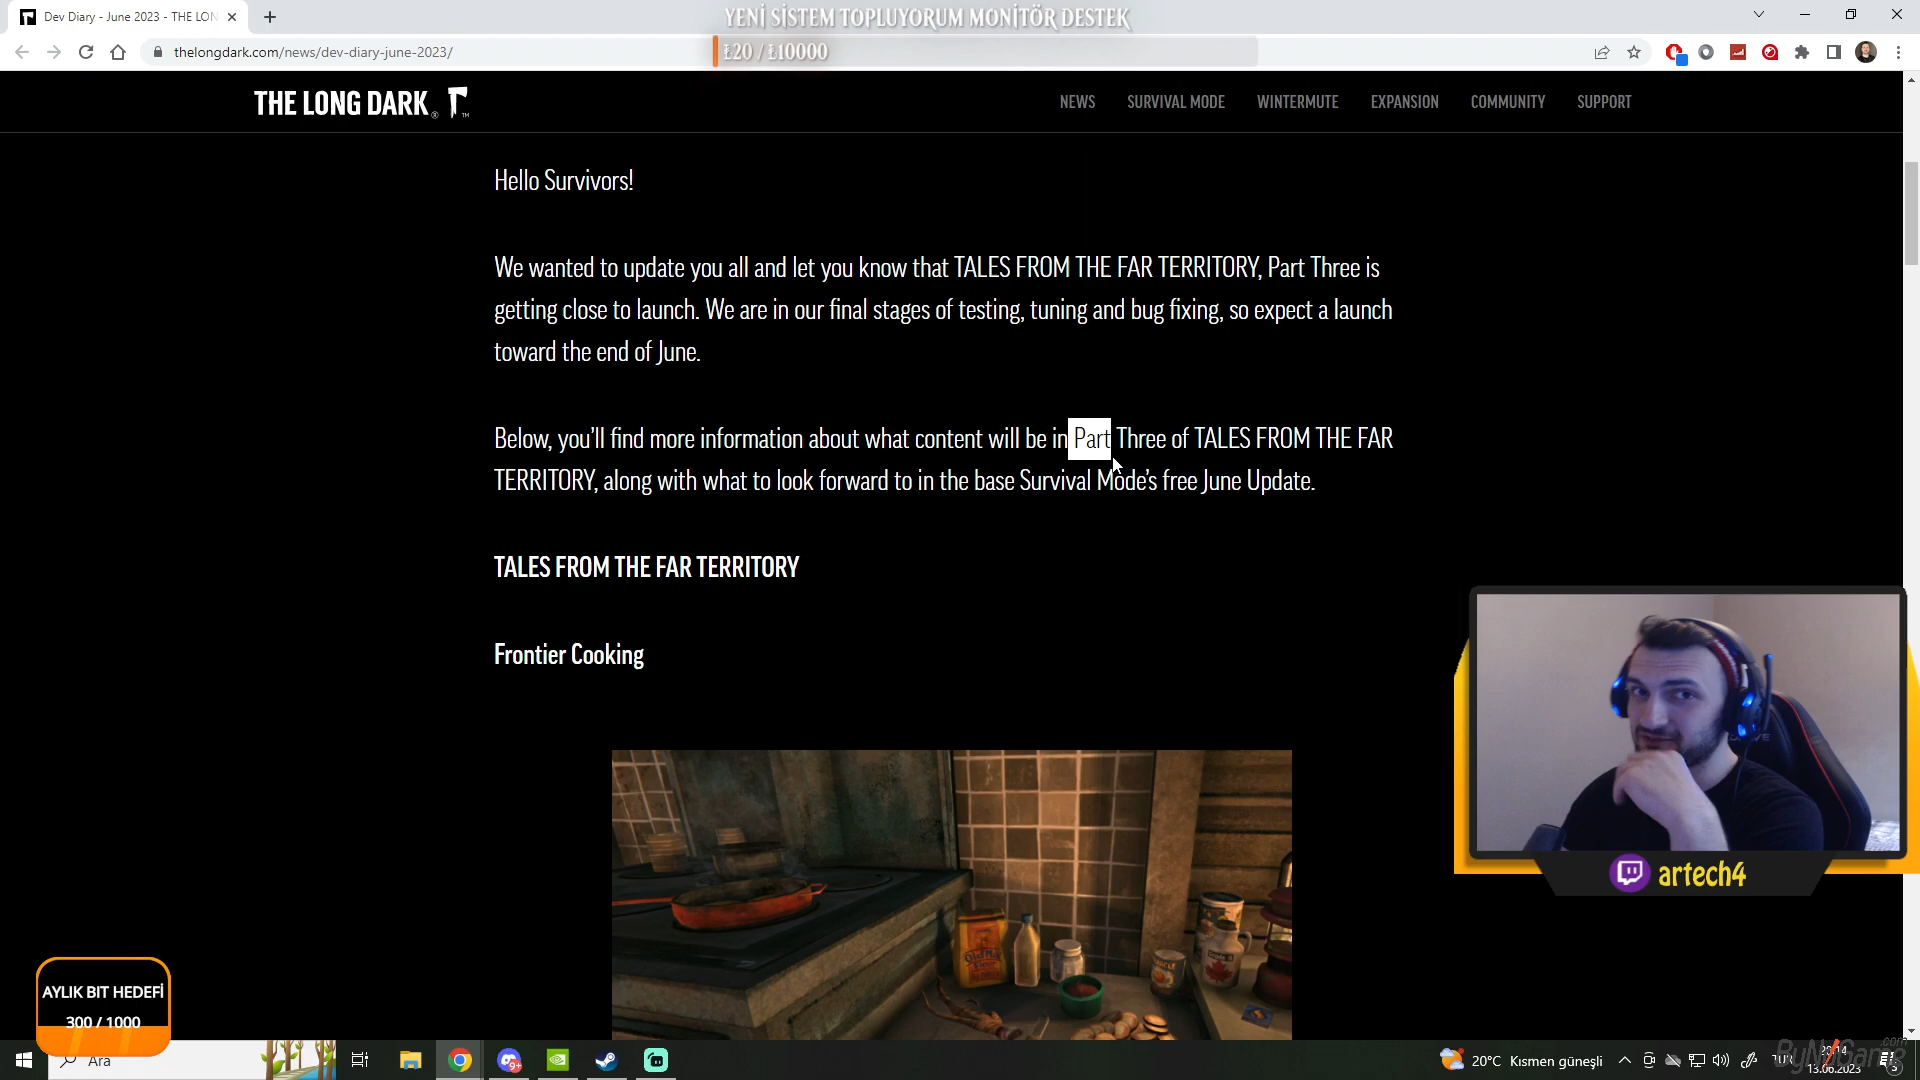 Dev Diary - June 2023 - THE LON
YENİ SİSTEM TOPLUYORUM MONİTÖR DESTEK
₺20 / ₺10000
thelongdark.com/news/dev-diary-june-2023/
THE LONG DARK
NEWS SURVIVAL MODE WINTERMUTE EXPANSION COMMUNITY SUPPORT
Hello Survivors!
We wanted to update you all and let you know that TALES FROM THE FAR TERRITORY, Part Three is
getting close to launch. We are in our final stages of testing, tuning and bug fixing, so expect a launch
toward the end of June.
Below, you'll find more information about what content will be in Part Three of TALES FROM THE FAR
TERRITORY, along with what to look forward to in the base Survival Mode's free June Update.
TALES FROM THE FAR TERRITORY
Frontier Cooking
artech4
AYLIK BIT HEDEFİ
300 / 1000
Ara
20°C Kısmen güneşli
13.06.2023